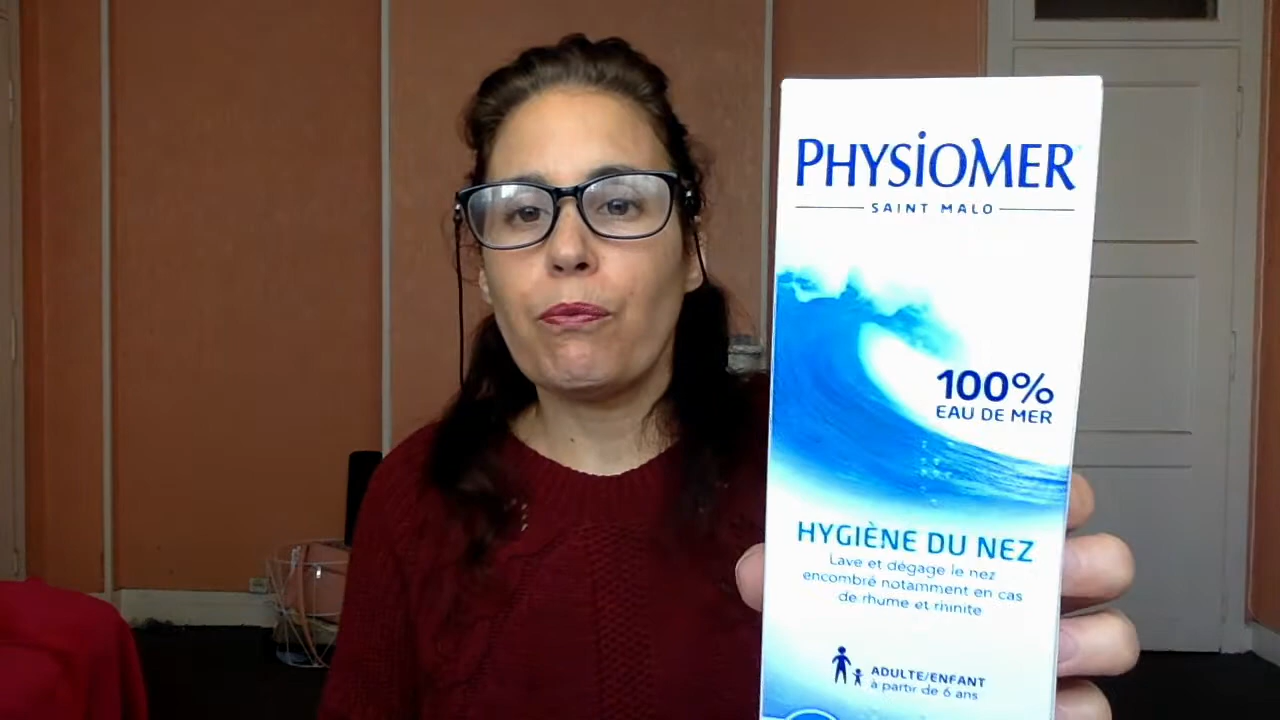 PHYSIOMER
SAINT MALO
100%
EAU DE MER
HYGIÈNE DU NEZ
Lave et dégage le nez
encombré notamment en cas
de rhume et rhinite
ADULTE/ENFANT
à partir de 6 ans